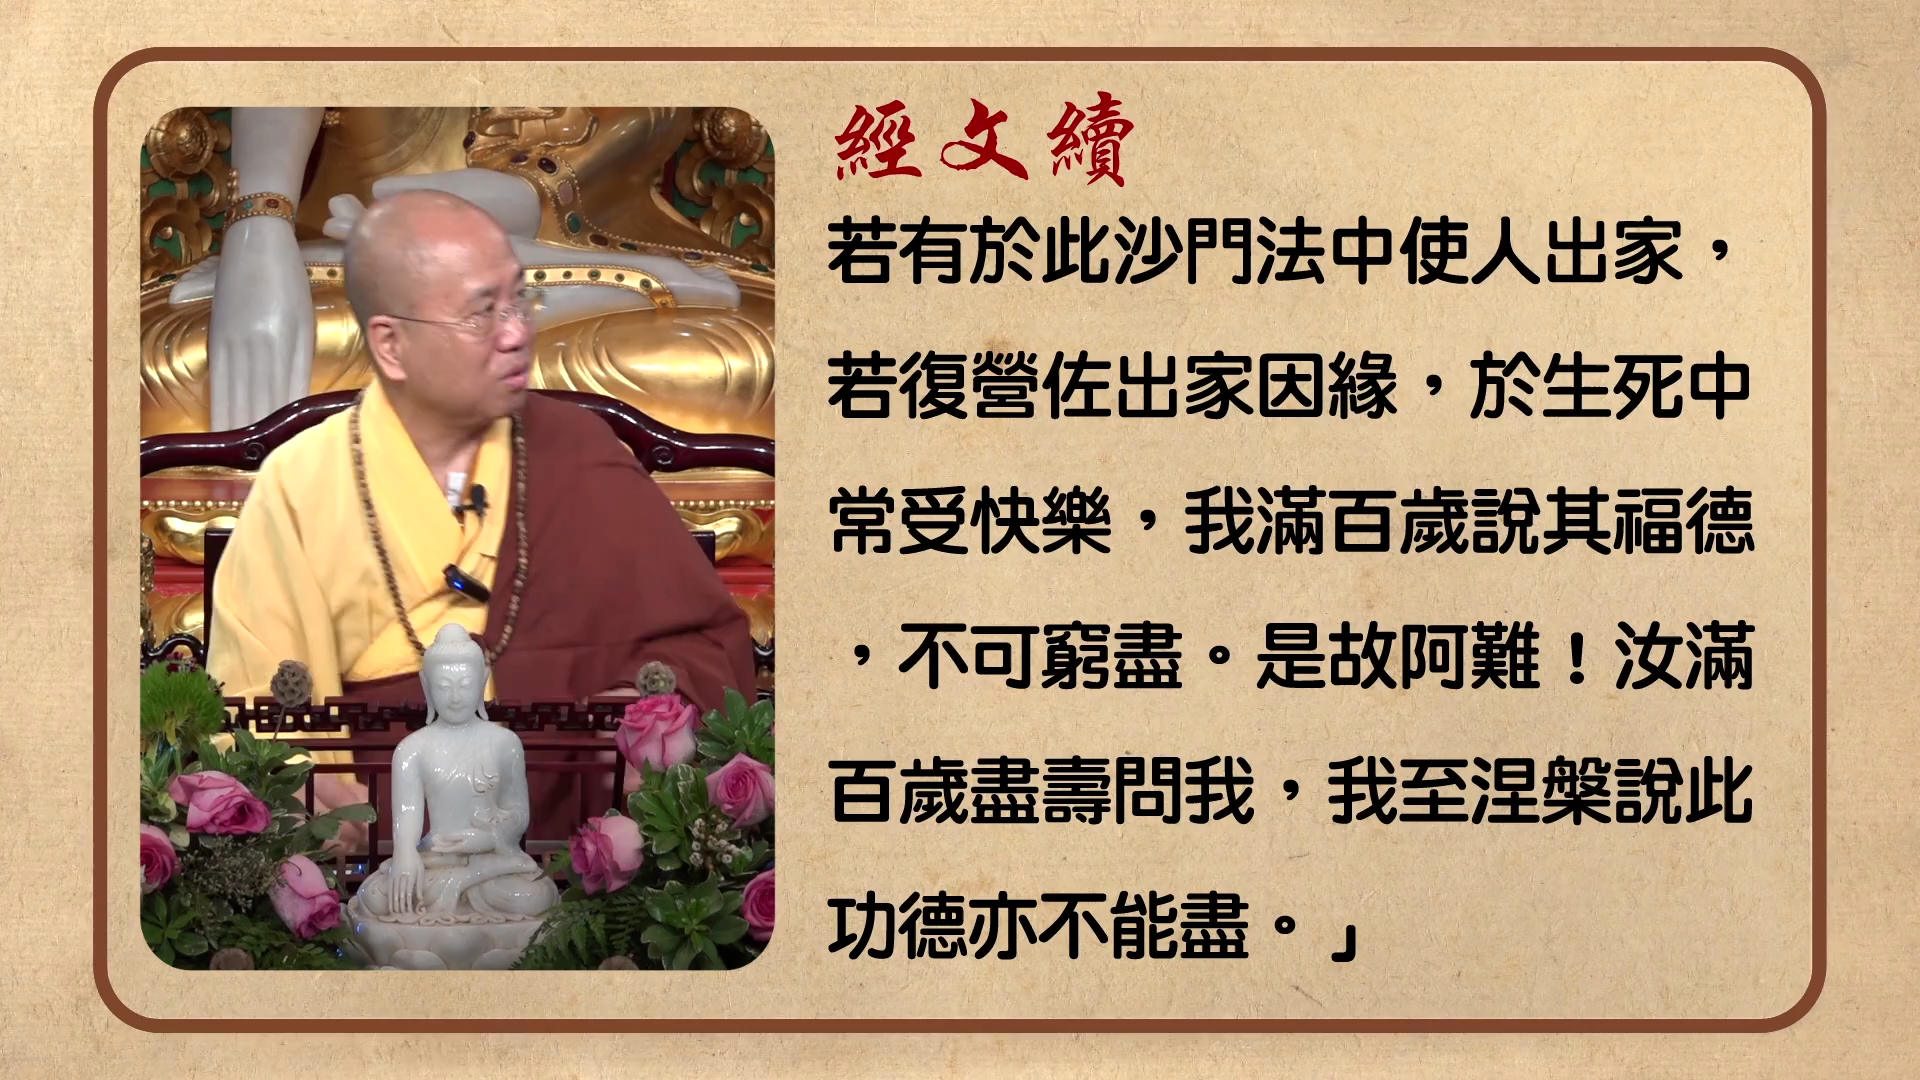 經文續
若有於此沙門法中使人出家，
若復營佐出家因緣，於生死中
常受快樂，我滿百歲說其福德
，不可窮盡。是故阿難！汝滿
百歲盡壽問我，我至涅槃說此
功德亦不能盡。」